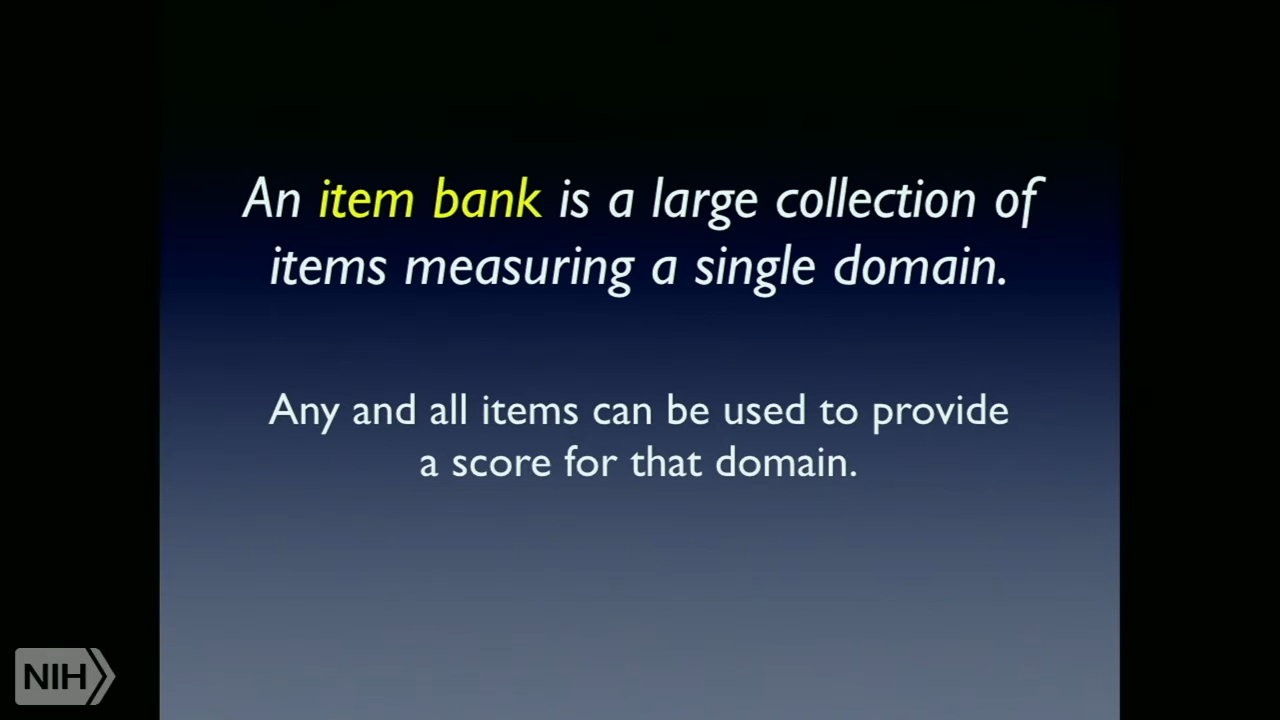 An item bank is a large collection of
items measuring a single domain.
Any and all items can be used to provide
a score for that domain.
NIH